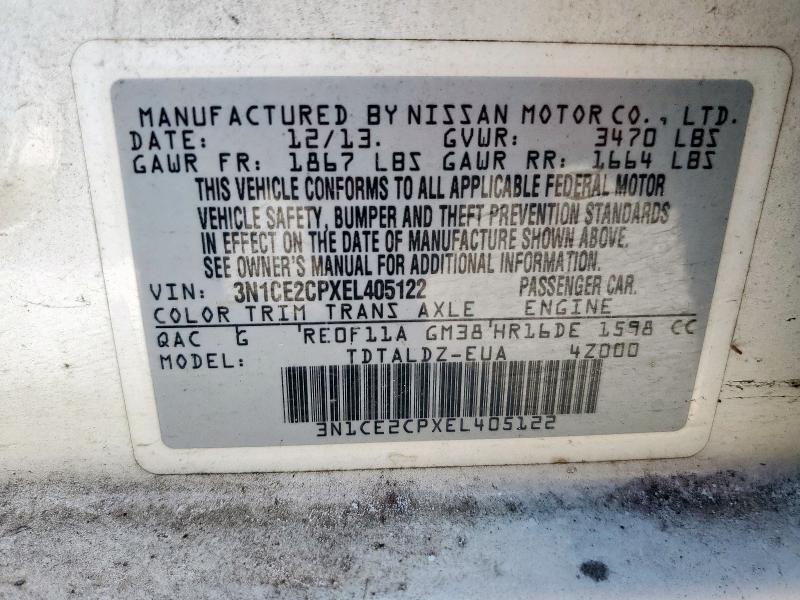 MANUFACTURED BY NISSAN MOTOR CO., LTD.
DATE: 12/13. GVWR: 3470 LBS
GAWR FR: 1867 LBS GAWR RR: 1664 LBS
THIS VEHICLE CONFORMS TO ALL APPLICABLE FEDERAL MOTOR
VEHICLE SAFETY, BUMPER AND THEFT PREVENTION STANDARDS
IN EFFECT ON THE DATE OF MANUFACTURE SHOWN ABOVE.
SEE OWNER'S MANUAL FOR ADDITIONAL INFORMATION
VIN: 3N1CE2CPXEL405122 PASSENGER CAR.
COLOR TRIM TRANS AXLE ENGINE
QAC G RE0F11A GM38 HR16DE 1598 CC
MODEL: TDTALDZ-EUA 4Z000
3N1CE2CPXEL405122